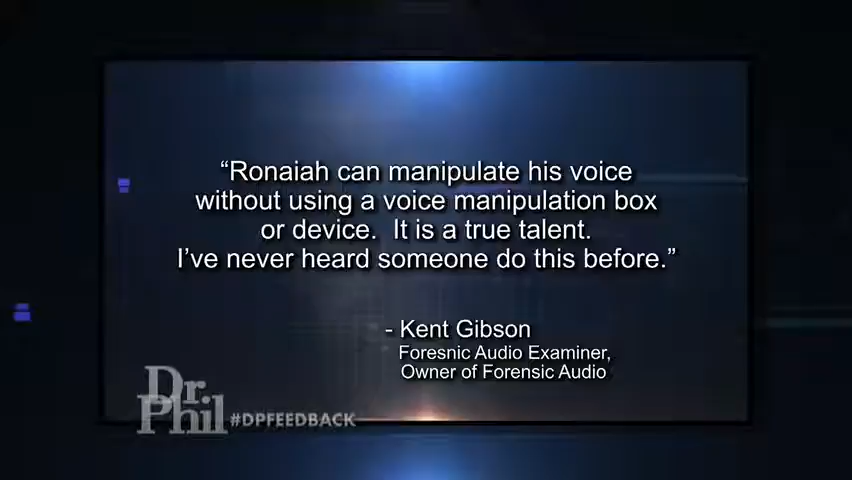 “Ronaiah can manipulate his voice
without using a voice manipulation box
or device.  It is a true talent.
I’ve never heard someone do this before.”
- Kent Gibson
Foresnic Audio Examiner,
Owner of Forensic Audio
Dr.
Phil #DPFEEDBACK